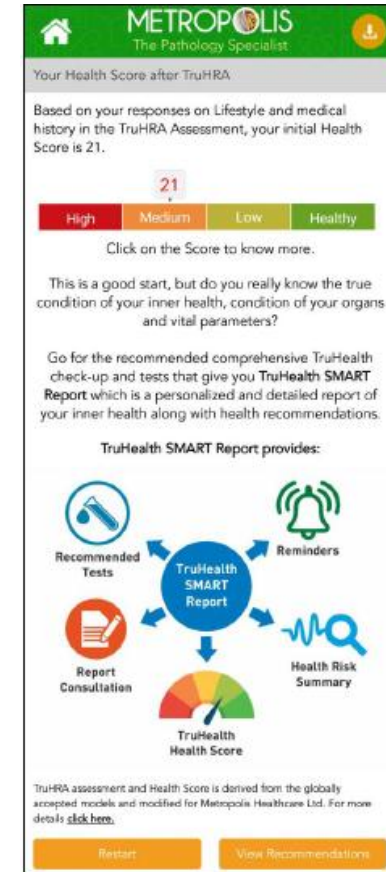 METROPOLIS
The Pathology Specialist
Your Health Score after TruHRA
Based on your responses on Lifestyle and medical
history in the TruHRA Assessment, your initial Health
Score is 21.
21
High Medium Low Healthy
Click on the Score to know more.
This is a good start, but do you really know the true
condition of your inner health, condition of your organs
and vital parameters?
Go for the recommended comprehensive TruHealth
check-up and tests that give you TruHealth SMART
Report which is a personalized and detailed report of
your inner health along with health recommendations.
TruHealth SMART Report provides:
Recommended
Tests
Reminders
TruHealth
SMART
Report
Report
Consultation
Health Risk
Summary
TruHealth
Health Score
TruHRA assessment and Health Score is derived from the globally
accepted models and modified for Metropolis Healthcare Ltd. For more
details click here.
Restart View Recommendations